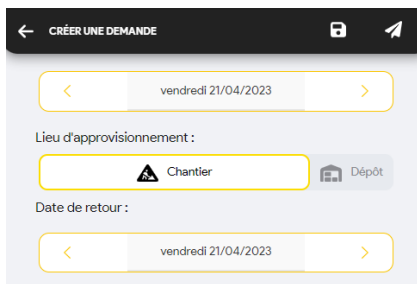 CRÉER UNE DEMANDE
vendredi 21/04/2023
Lieu d'approvisionnement :
Chantier Dépôt
Date de retour :
vendredi 21/04/2023